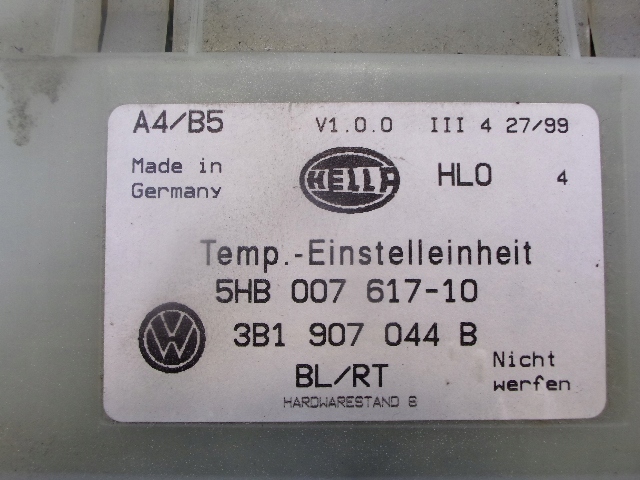 A4/B5 V1.0.0 III 4 27/99
Made in
Germany
HELLA HLO 4
Temp.-Einstelleinheit
5HB 007 617-10
VW 3B1 907 044 B
BL/RT
Nicht
werfen
HARDWARESTAND 6